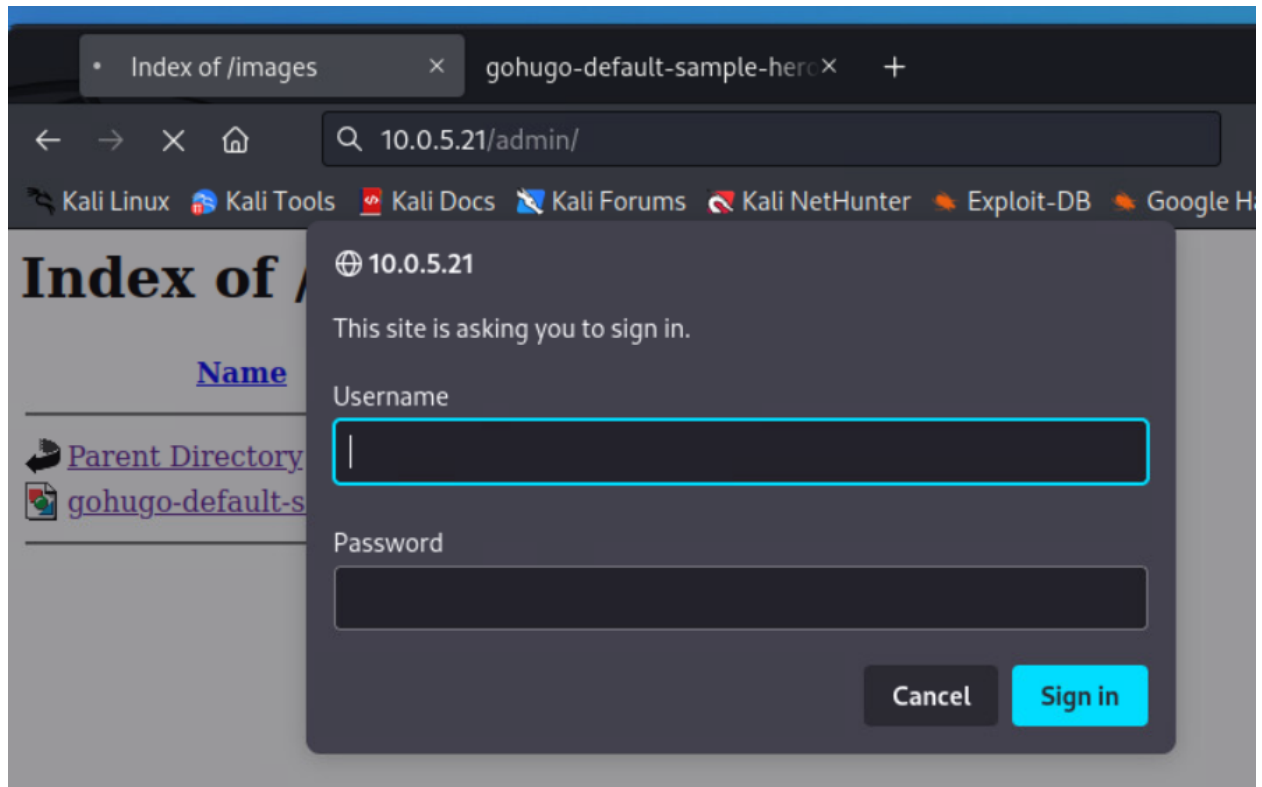 Index of /images
gohugo-default-sample-hero
10.0.5.21/admin/
Kali Linux Kali Tools Kali Docs Kali Forums Kali NetHunter Exploit-DB Google Ha
10.0.5.21
This site is asking you to sign in.
Username
Password
Cancel Sign in
Index of /
Name
Parent Directory
gohugo-default-s